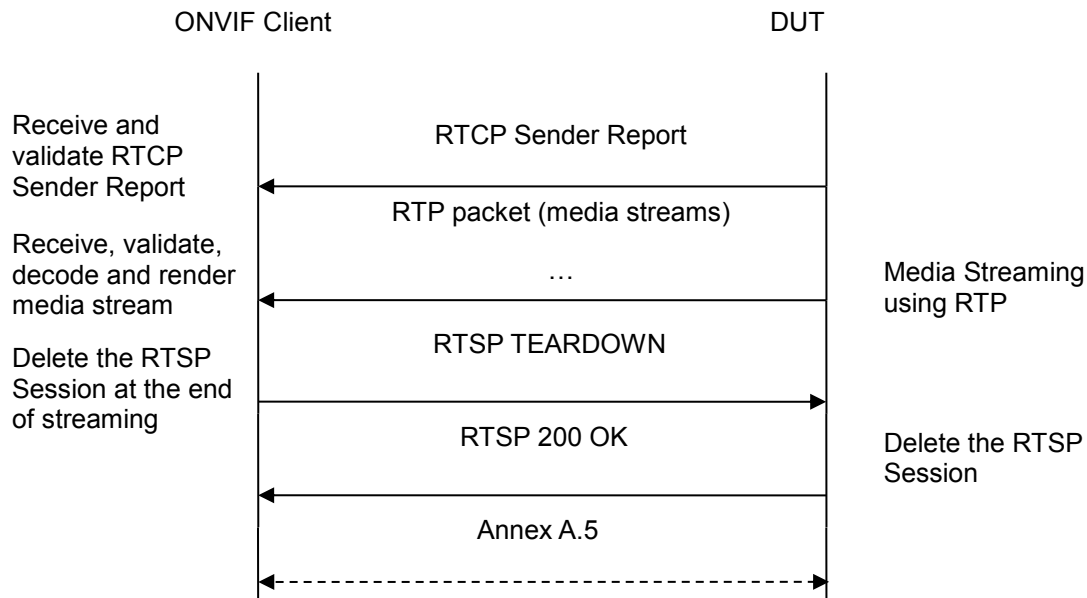 ONVIF Client
DUT
Receive and
validate RTCP
Sender Report
RTCP Sender Report
RTP packet (media streams)
Receive, validate,
decode and render
media stream
…
Media Streaming
using RTP
RTSP TEARDOWN
Delete the RTSP
Session at the end
of streaming
RTSP 200 OK
Delete the RTSP
Session
Annex A.5